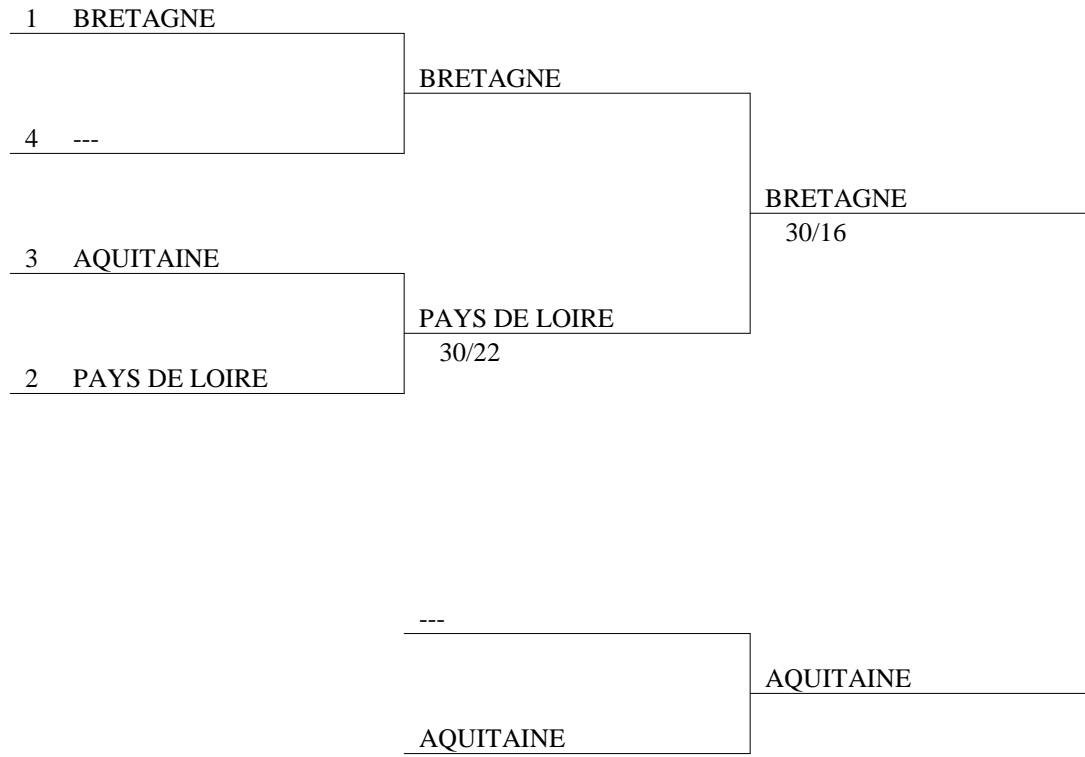 1 BRETAGNE
BRETAGNE
4 ---
BRETAGNE
30/16
3 AQUITAINE
PAYS DE LOIRE
30/22
2 PAYS DE LOIRE
---
AQUITAINE
AQUITAINE